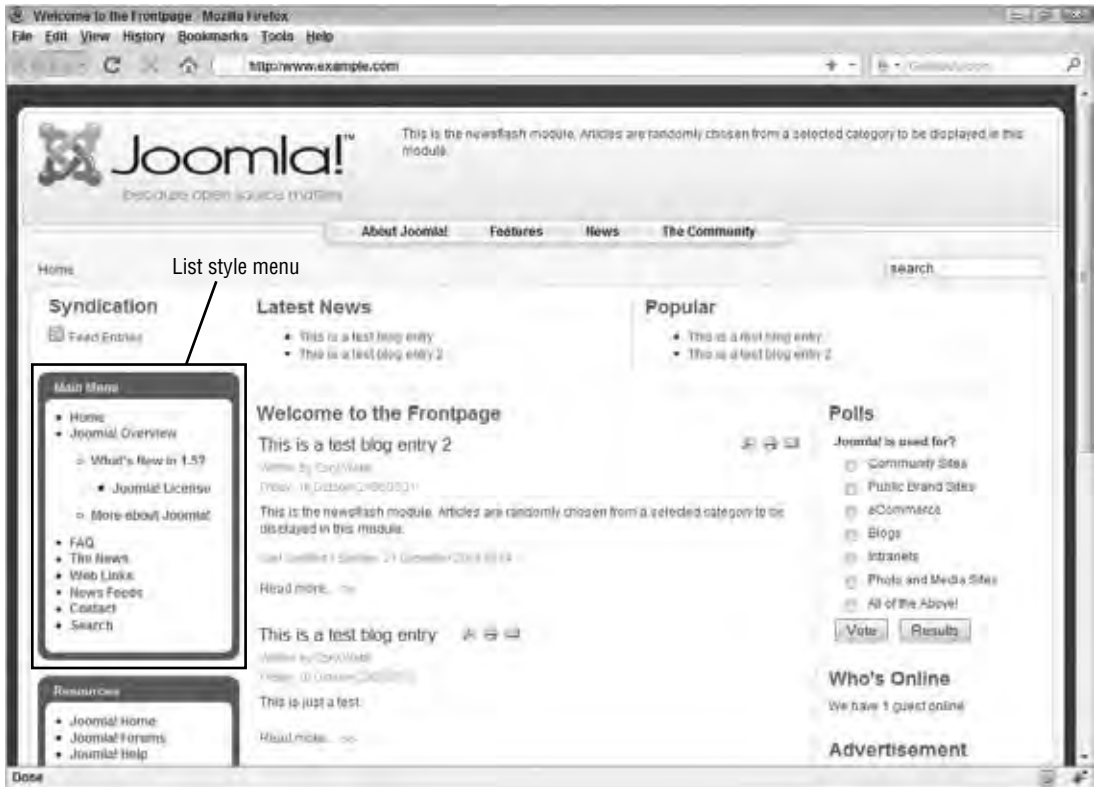 Welcome to the Frontpage - Mozilla Firefox
File Edit View History Bookmarks Tools Help
http://www.example.com
Joomla!™
because open source matters
This is the newsflash module. Articles are randomly chosen from a selected category to be displayed in this
module.
About Joomla! Features News The Community
Home
List style menu
search
Syndication
Feed Entries
Latest News
This is a test blog entry
This is a test blog entry 2
Popular
This is a test blog entry
This is a test blog entry 2
Main Menu
Home
Joomla! Overview
What's New in 1.5?
Joomla! License
More about Joomla!
FAQ
The News
Web Links
News Feeds
Contact
Search
Resources
Joomla! Home
Joomla! Forums
Joomla! Help
Welcome to the Frontpage
This is a test blog entry 2
Written by
This is the newsflash module. Articles are randomly chosen from a selected category to be
displayed in this module.
Read more...
This is a test blog entry
Written by
This is just a test.
Read more...
Polls
Joomla! is used for?
Community Sites
Public Brand Sites
eCommerce
Blogs
Intranets
Photo and Media Sites
All of the Above!
Vote Results
Who's Online
We have 1 guest online
Advertisement
Done